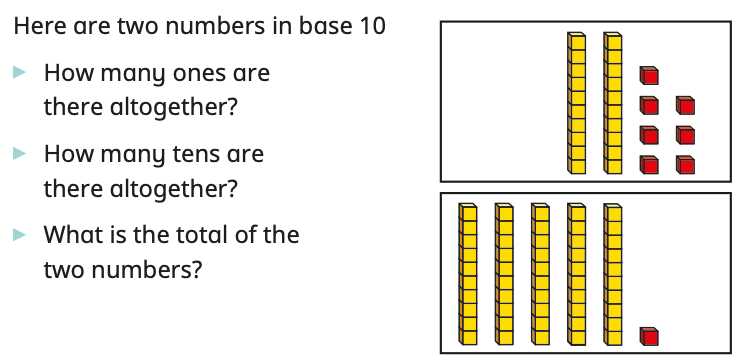 Here are two numbers in base 10
How many ones are
there altogether?
How many tens are
there altogether?
What is the total of the
two numbers?